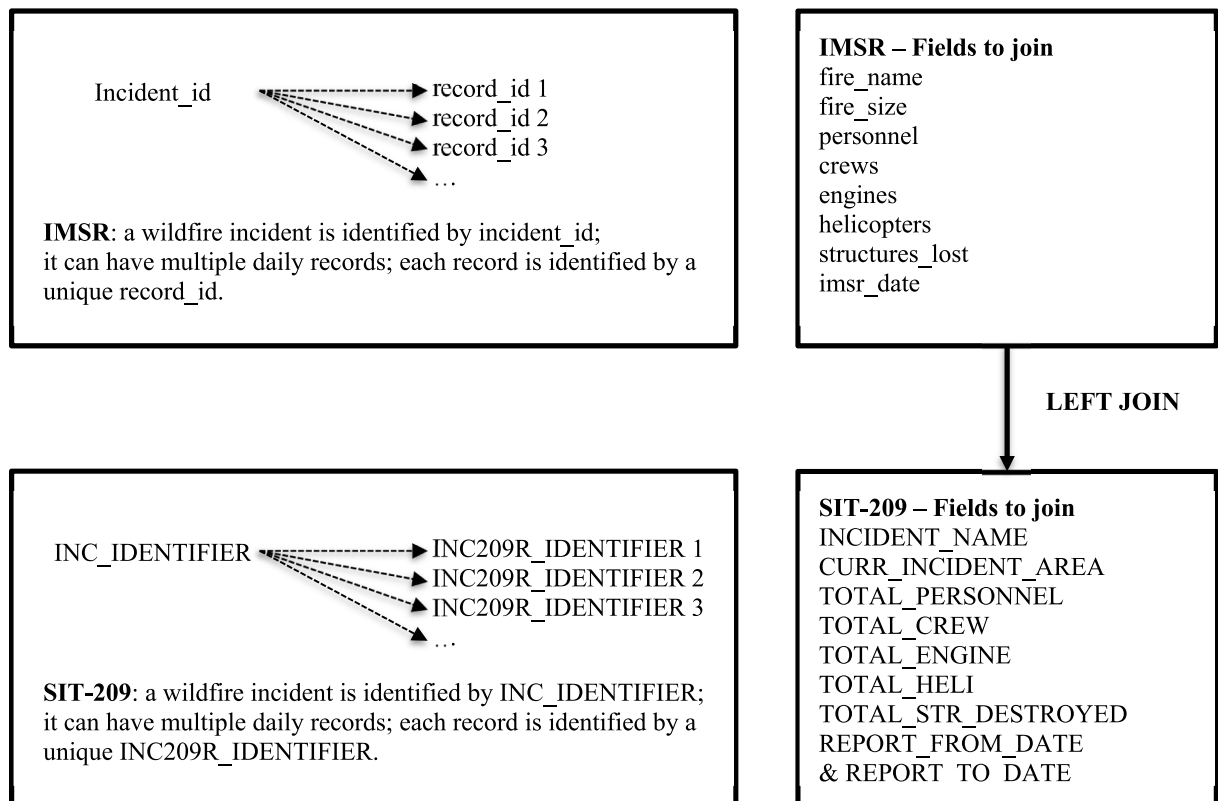 Incident_id
record_id 1
record_id 2
record_id 3
…
IMSR: a wildfire incident is identified by incident_id;
it can have multiple daily records; each record is identified by a
unique record_id.
IMSR – Fields to join
fire_name
fire_size
personnel
crews
engines
helicopters
structures_lost
imsr_date
LEFT JOIN
INC_IDENTIFIER
INC209R_IDENTIFIER 1
INC209R_IDENTIFIER 2
INC209R_IDENTIFIER 3
…
SIT-209: a wildfire incident is identified by INC_IDENTIFIER;
it can have multiple daily records; each record is identified by a
unique INC209R_IDENTIFIER.
SIT-209 – Fields to join
INCIDENT_NAME
CURR_INCIDENT_AREA
TOTAL_PERSONNEL
TOTAL_CREW
TOTAL_ENGINE
TOTAL_HELI
TOTAL_STR_DESTROYED
REPORT_FROM_DATE
& REPORT_TO_DATE